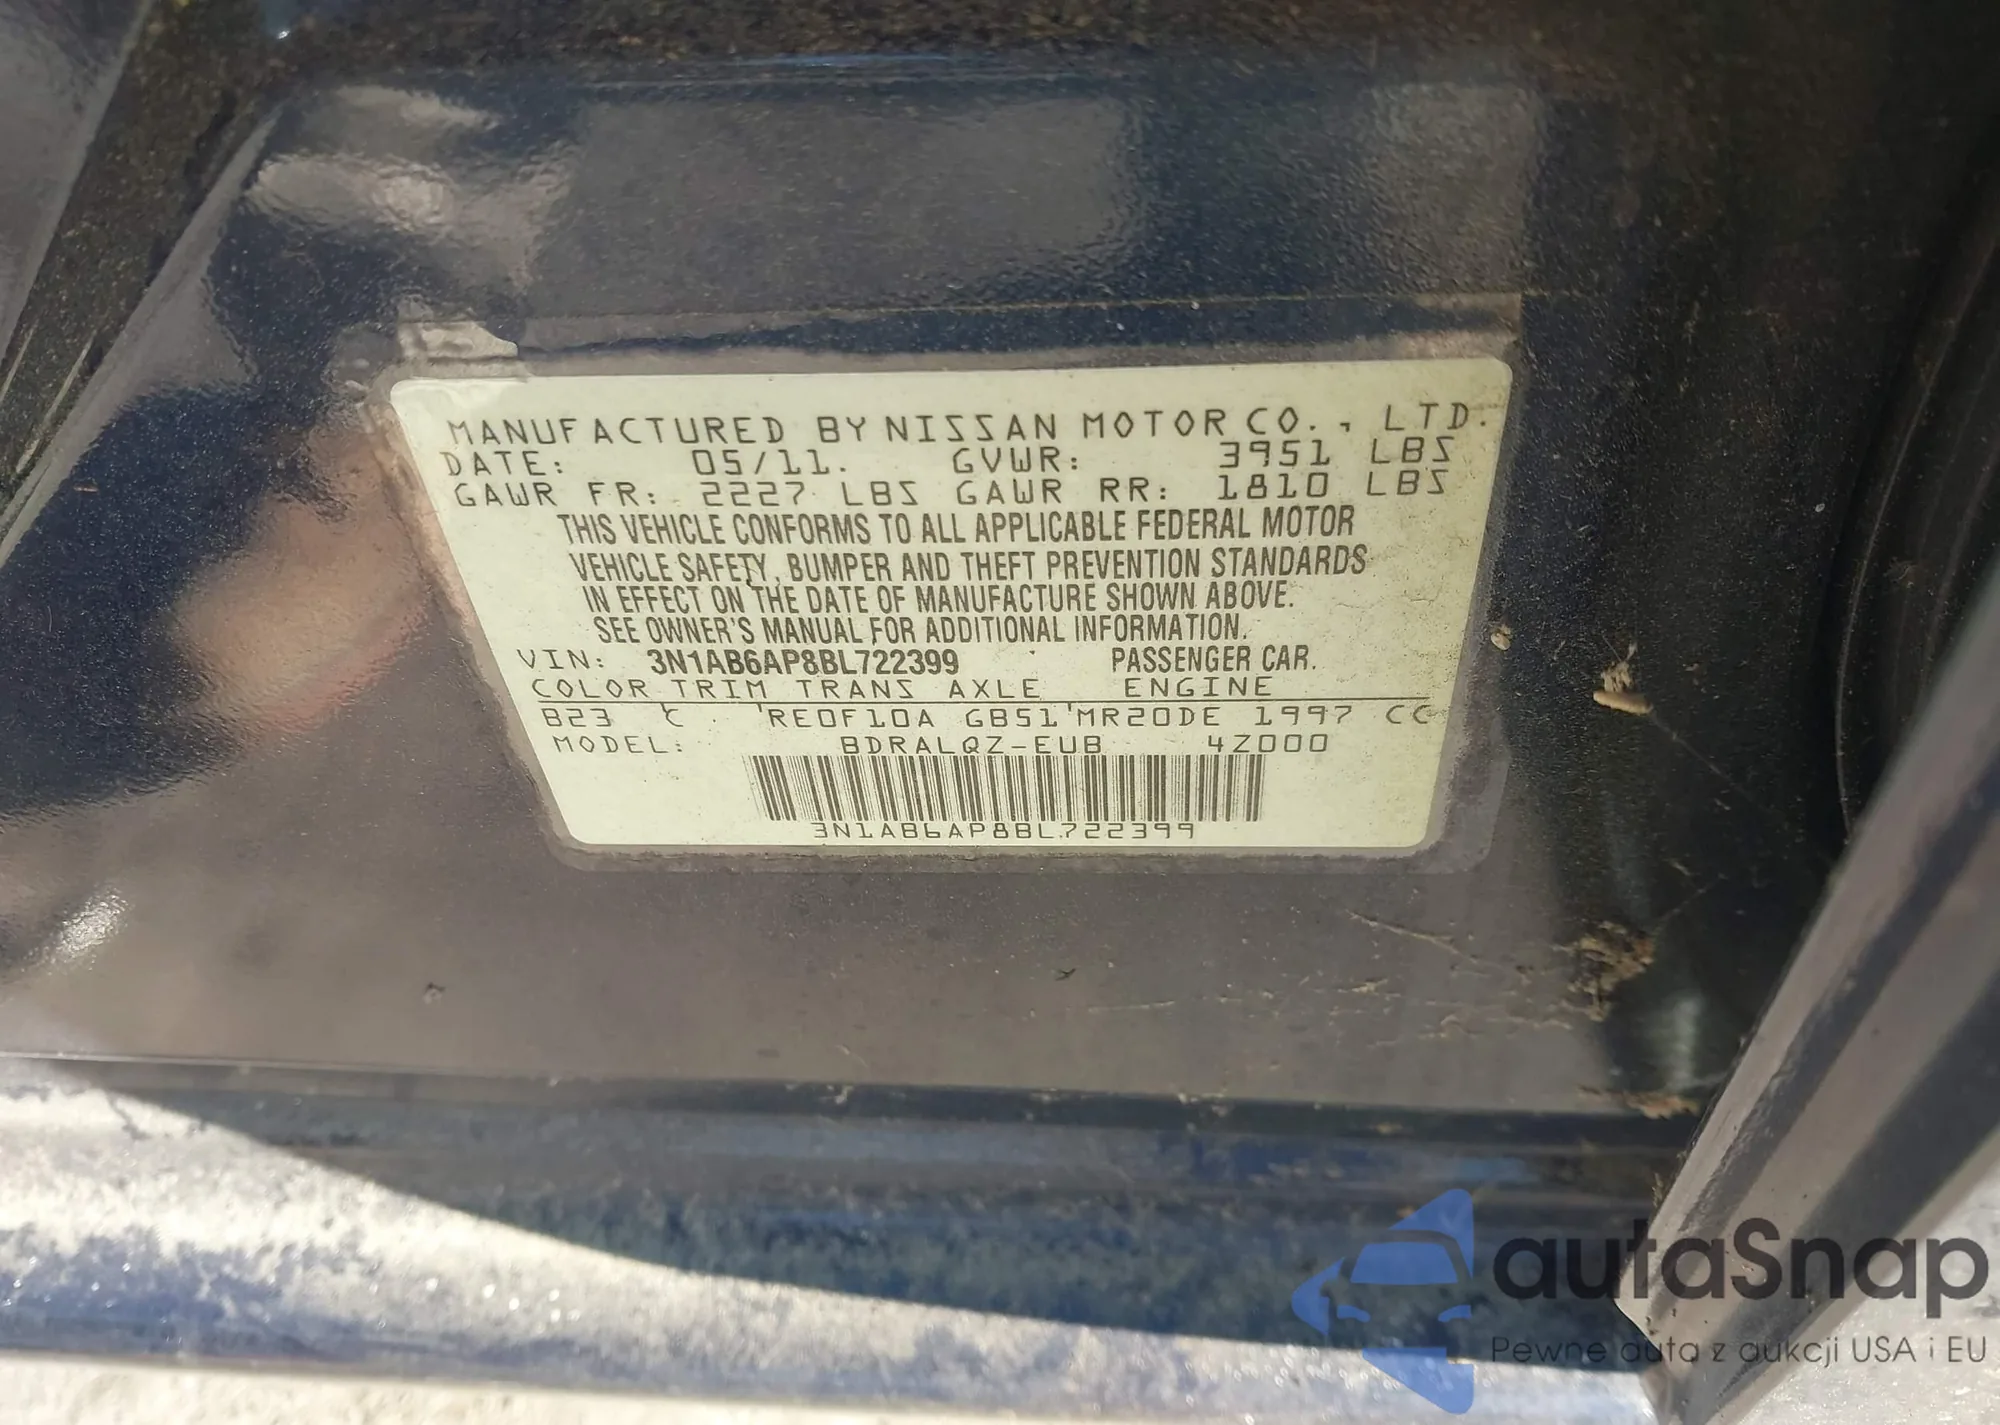 MANUFACTURED BY NISSAN MOTOR CO., LTD.
DATE: 05/11. GVWR: 3951 LBS
GAWR FR: 2227 LBS GAWR RR: 1810 LBS
THIS VEHICLE CONFORMS TO ALL APPLICABLE FEDERAL MOTOR
VEHICLE SAFETY, BUMPER AND THEFT PREVENTION STANDARDS
IN EFFECT ON THE DATE OF MANUFACTURE SHOWN ABOVE.
SEE OWNER'S MANUAL FOR ADDITIONAL INFORMATION.
VIN: 3N1AB6AP8BL722399 PASSENGER CAR.
COLOR TRIM TRANS AXLE ENGINE
B23 C RE0F10A GB51 MR20DE 1997 CC
MODEL: BDRALQZ-EUB 4Z000
3N1AB6AP8BL722399
autaSnap
Pewne auta z aukcji USA i EU